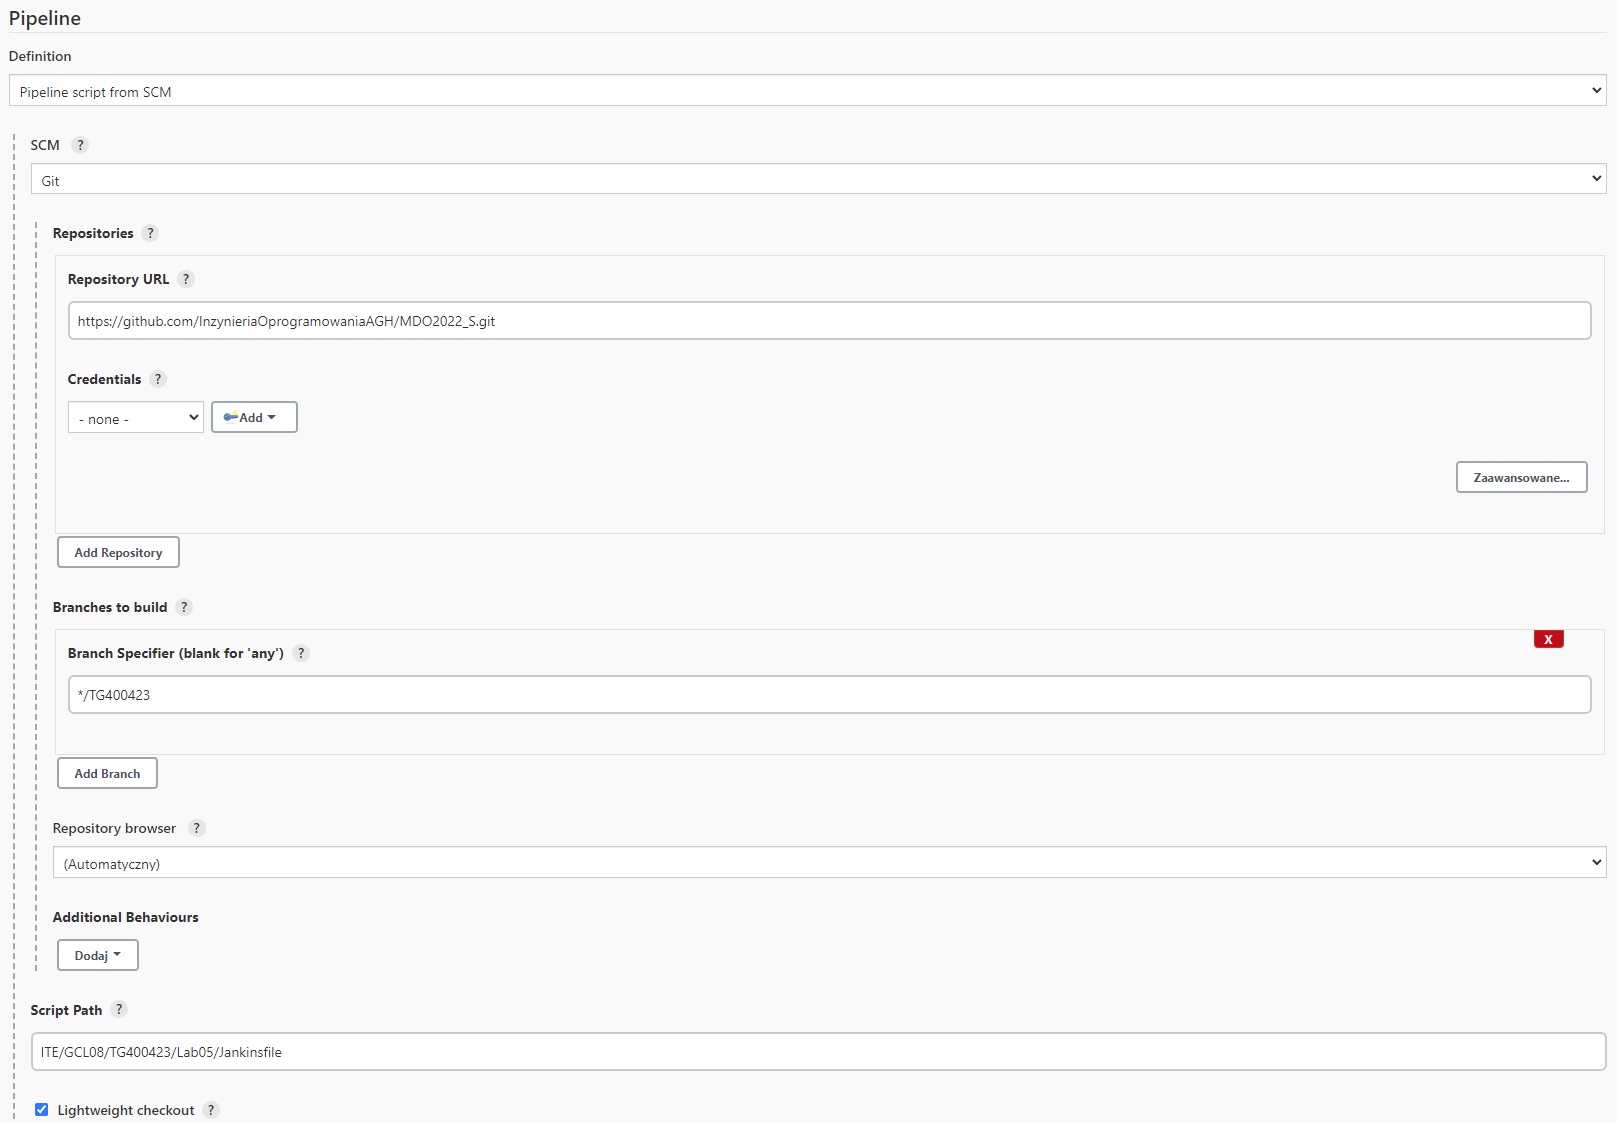 Pipeline
Definition
Pipeline script from SCM
SCM ?
Git
Repositories ?
Repository URL ?
https://github.com/InzynieriaOprogramowaniaAGH/MDO2022_S.git
Credentials ?
- none - Add
Zaawansowane...
Add Repository
Branches to build ?
X
Branch Specifier (blank for 'any') ?
*/TG400423
Add Branch
Repository browser ?
(Automatyczny)
Additional Behaviours
Dodaj
Script Path ?
ITE/GCL08/TG400423/Lab05/Jankinsfile
Lightweight checkout ?